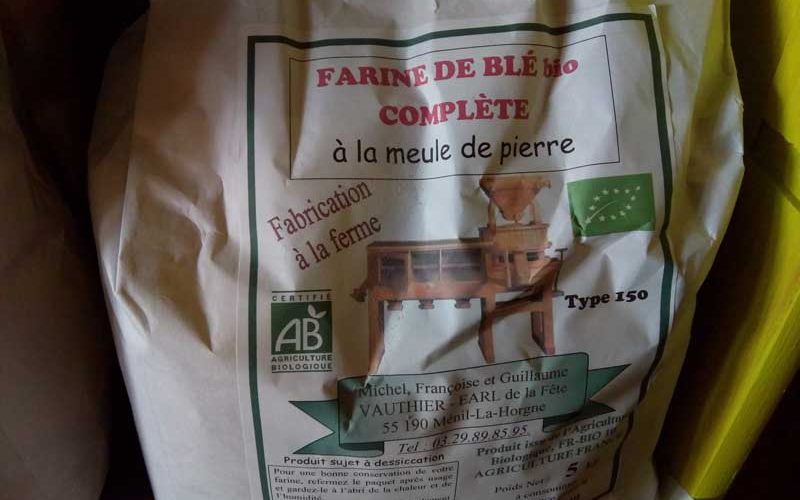 FARINE DE BLÉ bio
COMPLÈTE
à la meule de pierre
Fabrication
à la ferme
Type 150
CERTIFIÉ
AB
AGRICULTURE
BIOLOGIQUE
Michel, Françoise et Guillaume
VAUTHIER - EARL de la Fête
55 190 Ménil-La-Horgne
Tel : 03.29.89.85.95.
Produit sujet à dessiccation
Pour une bonne conservation de votre
farine, refermez le paquet après usage
et gardez-le à l'abri de la chaleur et de
l'humidité.
Produit issu de l'Agriculture
Biologique, FR-BIO
AGRICULTURE FRANCE
Poids Net: 5
à consommer